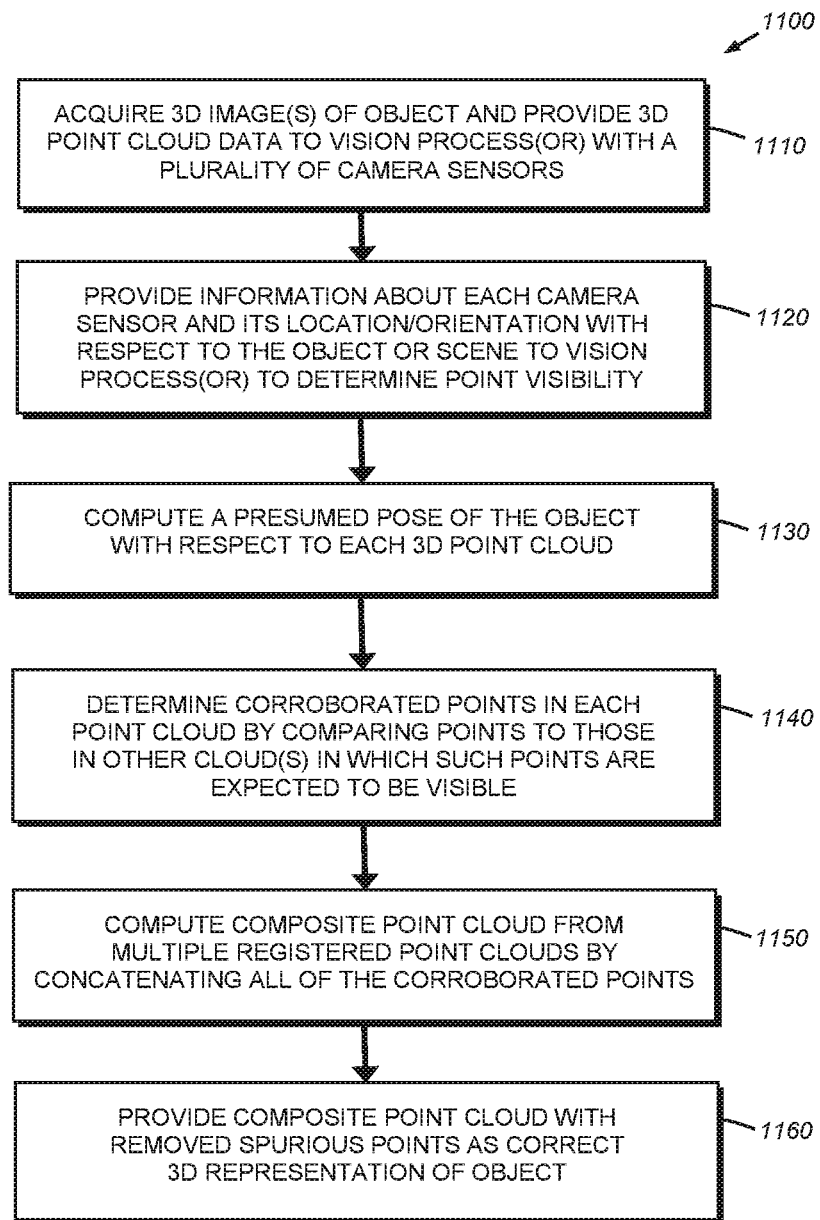 1100
ACQUIRE 3D IMAGE(S) OF OBJECT AND PROVIDE 3D
POINT CLOUD DATA TO VISION PROCESS(OR) WITH A
PLURALITY OF CAMERA SENSORS
1110
PROVIDE INFORMATION ABOUT EACH CAMERA
SENSOR AND ITS LOCATION/ORIENTATION WITH
RESPECT TO THE OBJECT OR SCENE TO VISION
PROCESS(OR) TO DETERMINE POINT VISIBILITY
1120
COMPUTE A PRESUMED POSE OF THE OBJECT
WITH RESPECT TO EACH 3D POINT CLOUD
1130
DETERMINE CORROBORATED POINTS IN EACH
POINT CLOUD BY COMPARING POINTS TO THOSE
IN OTHER CLOUD(S) IN WHICH SUCH POINTS ARE
EXPECTED TO BE VISIBLE
1140
COMPUTE COMPOSITE POINT CLOUD FROM
MULTIPLE REGISTERED POINT CLOUDS BY
CONCATENATING ALL OF THE CORROBORATED POINTS
1150
PROVIDE COMPOSITE POINT CLOUD WITH
REMOVED SPURIOUS POINTS AS CORRECT
3D REPRESENTATION OF OBJECT
1160